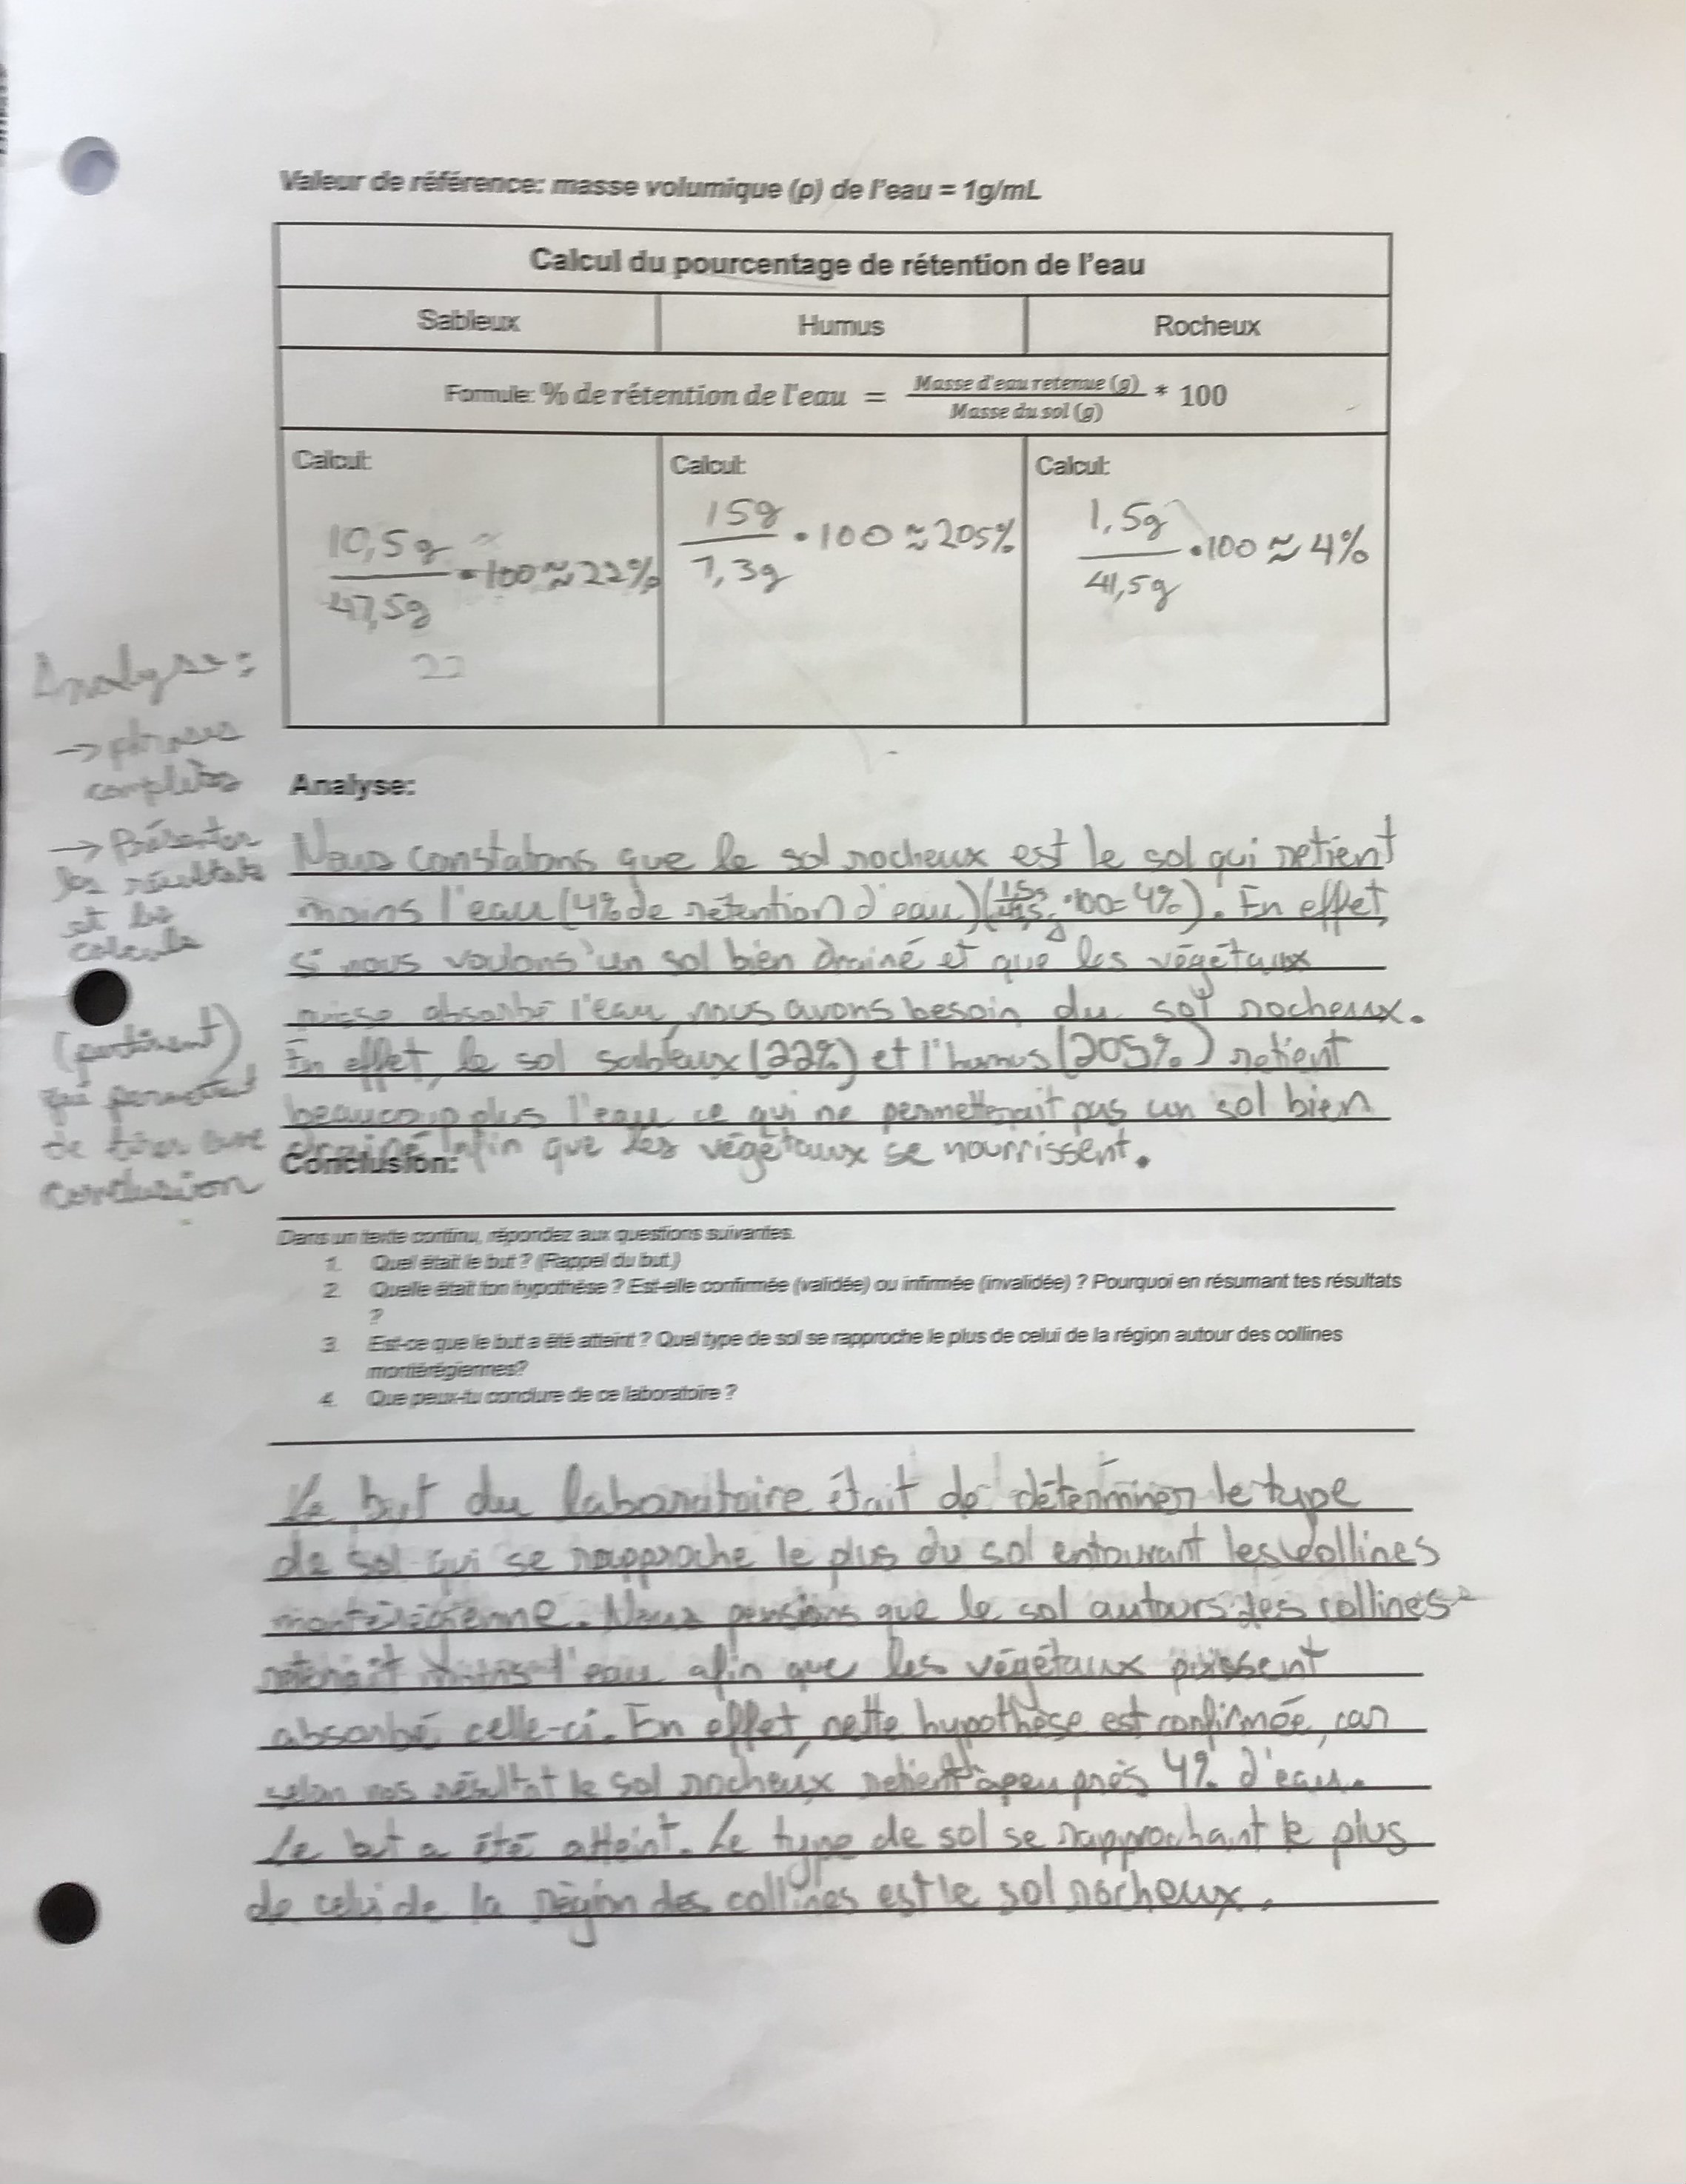 Valeur de référence: masse volumique (ρ) de l'eau = 1g/mL
Calcul du pourcentage de rétention de l'eau
Sableux Humus Rocheux
Formule: % de rétention de l'eau = Masse d'eau retenue (g) / Masse du sol (g) * 100
Calcul: Calcul: Calcul:
10,5g / 47,5g • 100 ≈ 22%
15g / 7,3g • 100 ≈ 205%
1,5g / 41,5g • 100 ≈ 4%
22
Analyse:
→ phrases
complètes
→ Présenter
les résultats
et les
calculs
(pertinent)
qui permettent
de tirer une
conclusion
Analyse:
Nous constatons que le sol rocheux est le sol qui retient
moins l'eau (4% de rétention d'eau) (1,5g / 41,5g •100= 4%). En effet,
si nous voulons un sol bien drainé et que les végétaux
puisse absorbé l'eau, nous avons besoin du sol rocheux.
En effet, le sol sableux (22%) et l'humus (205%) retient
beaucoup plus l'eau ce qui ne permetterait pas un sol bien
drainé afin que les végétaux se nourrissent.
Conclusion:
Dans un texte continu, répondez aux questions suivantes.
1. Quel était le but ? (Rappel du but.)
2. Quelle était ton hypothèse ? Est-elle confirmée (validée) ou infirmée (invalidée) ? Pourquoi en résumant tes résultats
?
3. Est-ce que le but a été atteint ? Quel type de sol se rapproche le plus de celui de la région autour des collines
montérégiennes?
4. Que peux-tu conclure de ce laboratoire ?
Le but du laboratoire était de déterminer le type
de sol qui se rapproche le plus du sol entourant les collines
montérégienne. Nous pensions que le sol autours des collines
retenait moins l'eau afin que les végétaux puissent
absorbé celle-ci. En effet, cette hypothèse est confirmée, car
selon nos résultat le sol rocheux retient à peu près 4% d'eau.
Le but a été atteint. Le type de sol se rapprochant le plus
de celui de la région des collines est le sol rocheux.